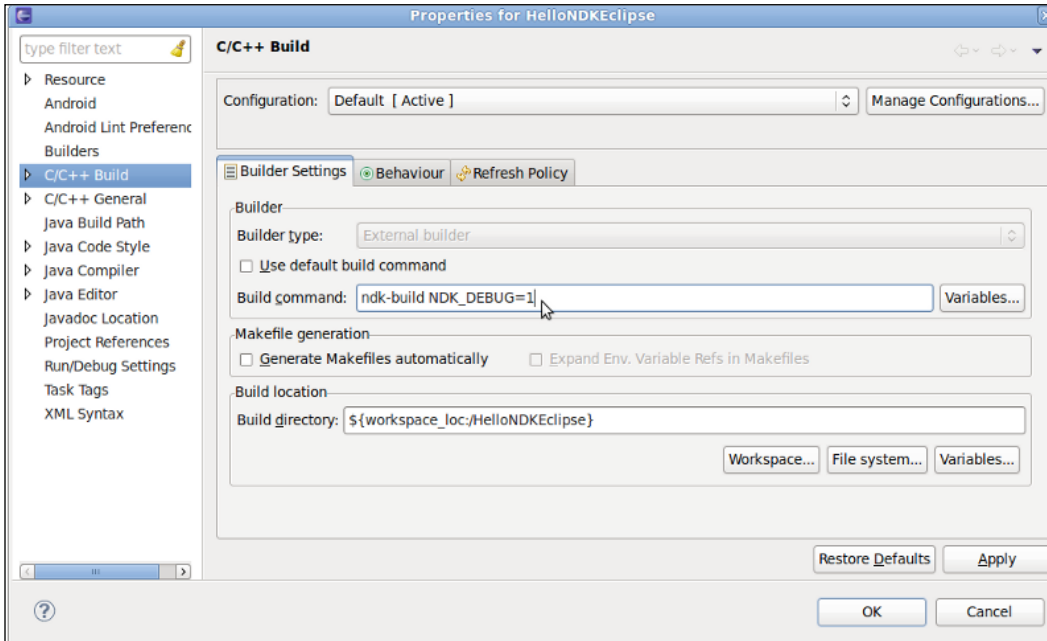 Properties for HelloNDKEclipse
type filter text
C/C++ Build
Resource
Android
Android Lint Preferenc
Builders
C/C++ Build
C/C++ General
Java Build Path
Java Code Style
Java Compiler
Java Editor
Javadoc Location
Project References
Run/Debug Settings
Task Tags
XML Syntax
Configuration: Default [ Active ] Manage Configurations...
Builder Settings Behaviour Refresh Policy
Builder
Builder type: External builder
Use default build command
Build command: ndk-build NDK_DEBUG=1 Variables...
Makefile generation
Generate Makefiles automatically Expand Env. Variable Refs in Makefiles
Build location
Build directory: ${workspace_loc:/HelloNDKEclipse}
Workspace... File system... Variables...
Restore Defaults Apply
OK Cancel